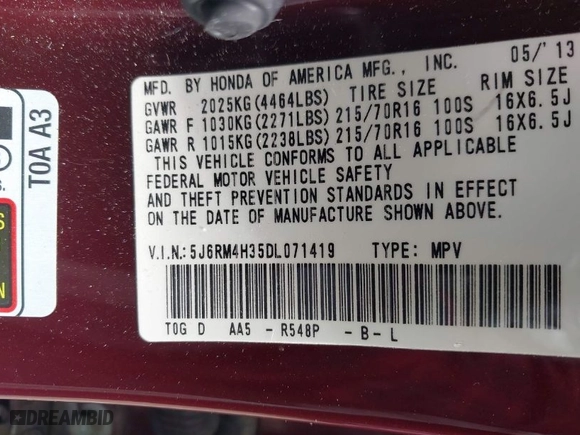 05/'13
MFD. BY HONDA OF AMERICA MFG., INC.
TIRE SIZE RIM SIZE
GVWR 2025KG(4464LBS)
GAWR F 1030KG(2271LBS) 215/70R16 100S 16X6.5J
GAWR R 1015KG(2238LBS) 215/70R16 100S 16X6.5J
THIS VEHICLE CONFORMS TO ALL APPLICABLE
FEDERAL MOTOR VEHICLE SAFETY
AND THEFT PREVENTION STANDARDS IN EFFECT
ON THE DATE OF MANUFACTURE SHOWN ABOVE.
V.I.N.:5J6RM4H35DL071419 TYPE: MPV
T0G D AA5 - R548P - B - L
T0A A3
DREAMBID